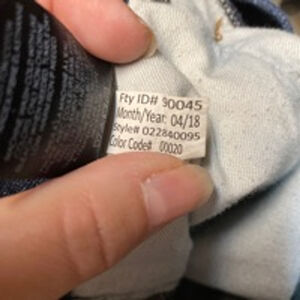 Fty ID# 90045
Month/Year: 04/18
Style# 022840095
Color Code# 00020